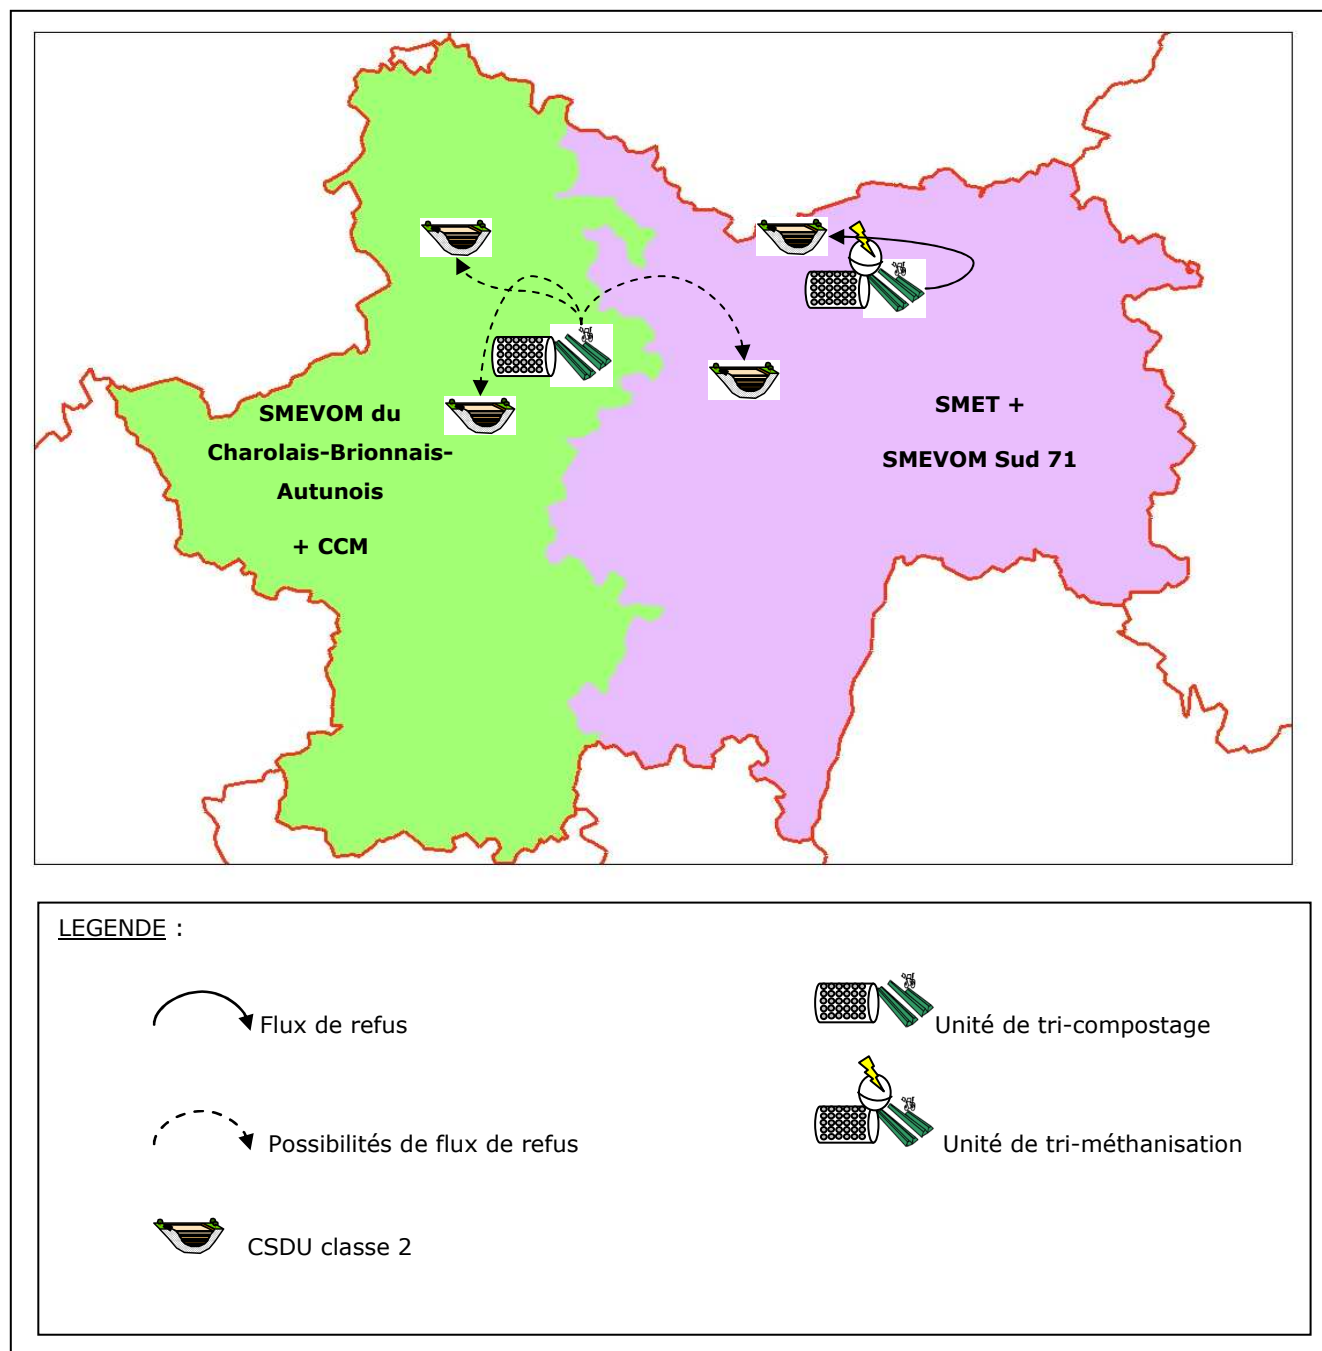 SMEVOM du
Charolais-Brionnais-
Autunois
+ CCM
SMET +
SMEVOM Sud 71
LEGENDE :
Flux de refus
Possibilités de flux de refus
CSDU classe 2
Unité de tri-compostage
Unité de tri-méthanisation